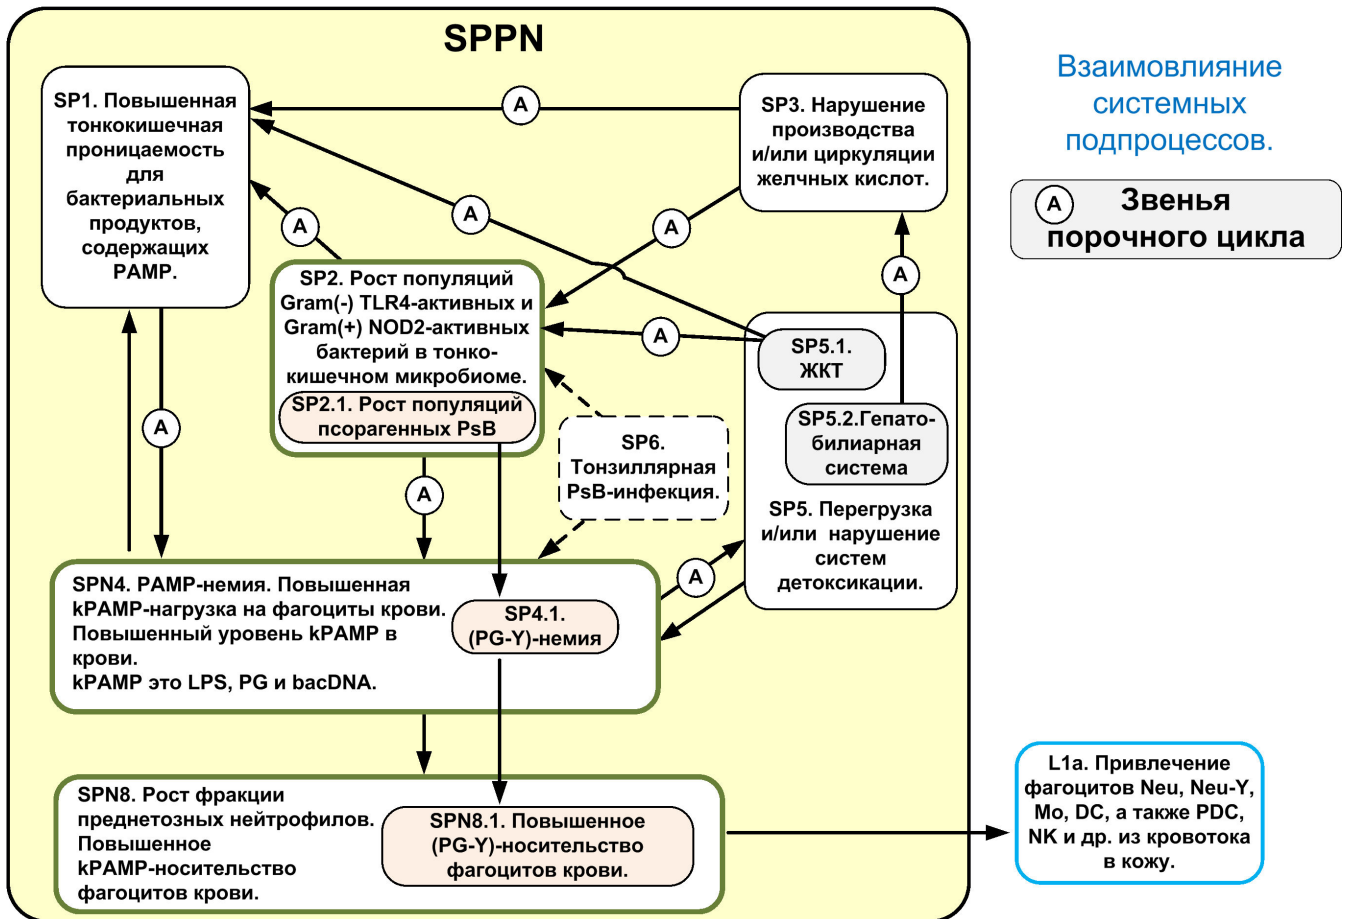 SPPN
SP1. Повышенная
тонкокишечная
проницаемость
для
бактериальных
продуктов,
содержащих
PAMP.
A
SP3. Нарушение
производства
и/или циркуляции
желчных кислот.
Взаимовлияние
системных
подпроцессов.
A
Звенья
порочного цикла
A
A
A
A
SP2. Рост популяций
Gram(-) TLR4-активных и
Gram(+) NOD2-активных
бактерий в тонко-
кишечном микробиоме.
SP2.1. Рост популяций
псорагенных PsB
A
SP5.1.
ЖКТ
SP5.2.Гепато-
билиарная
система
SP5. Перегрузка
и/или нарушение
систем
детоксикации.
A
SP6.
Тонзиллярная
PsB-инфекция.
A
A
SPN4. PAMP-немия. Повышенная
kPAMP-нагрузка на фагоциты крови.
Повышенный уровень kPAMP в
крови.
kPAMP это LPS, PG и bacDNA.
SP4.1.
(PG-Y)-немия
SPN8. Рост фракции
преднетозных нейтрофилов.
Повышенное
kPAMP-носительство
фагоцитов крови.
SPN8.1. Повышенное
(PG-Y)-носительство
фагоцитов крови.
L1a. Привлечение
фагоцитов Neu, Neu-Y,
Mo, DC, а также PDC,
NK и др. из кровотока
в кожу.